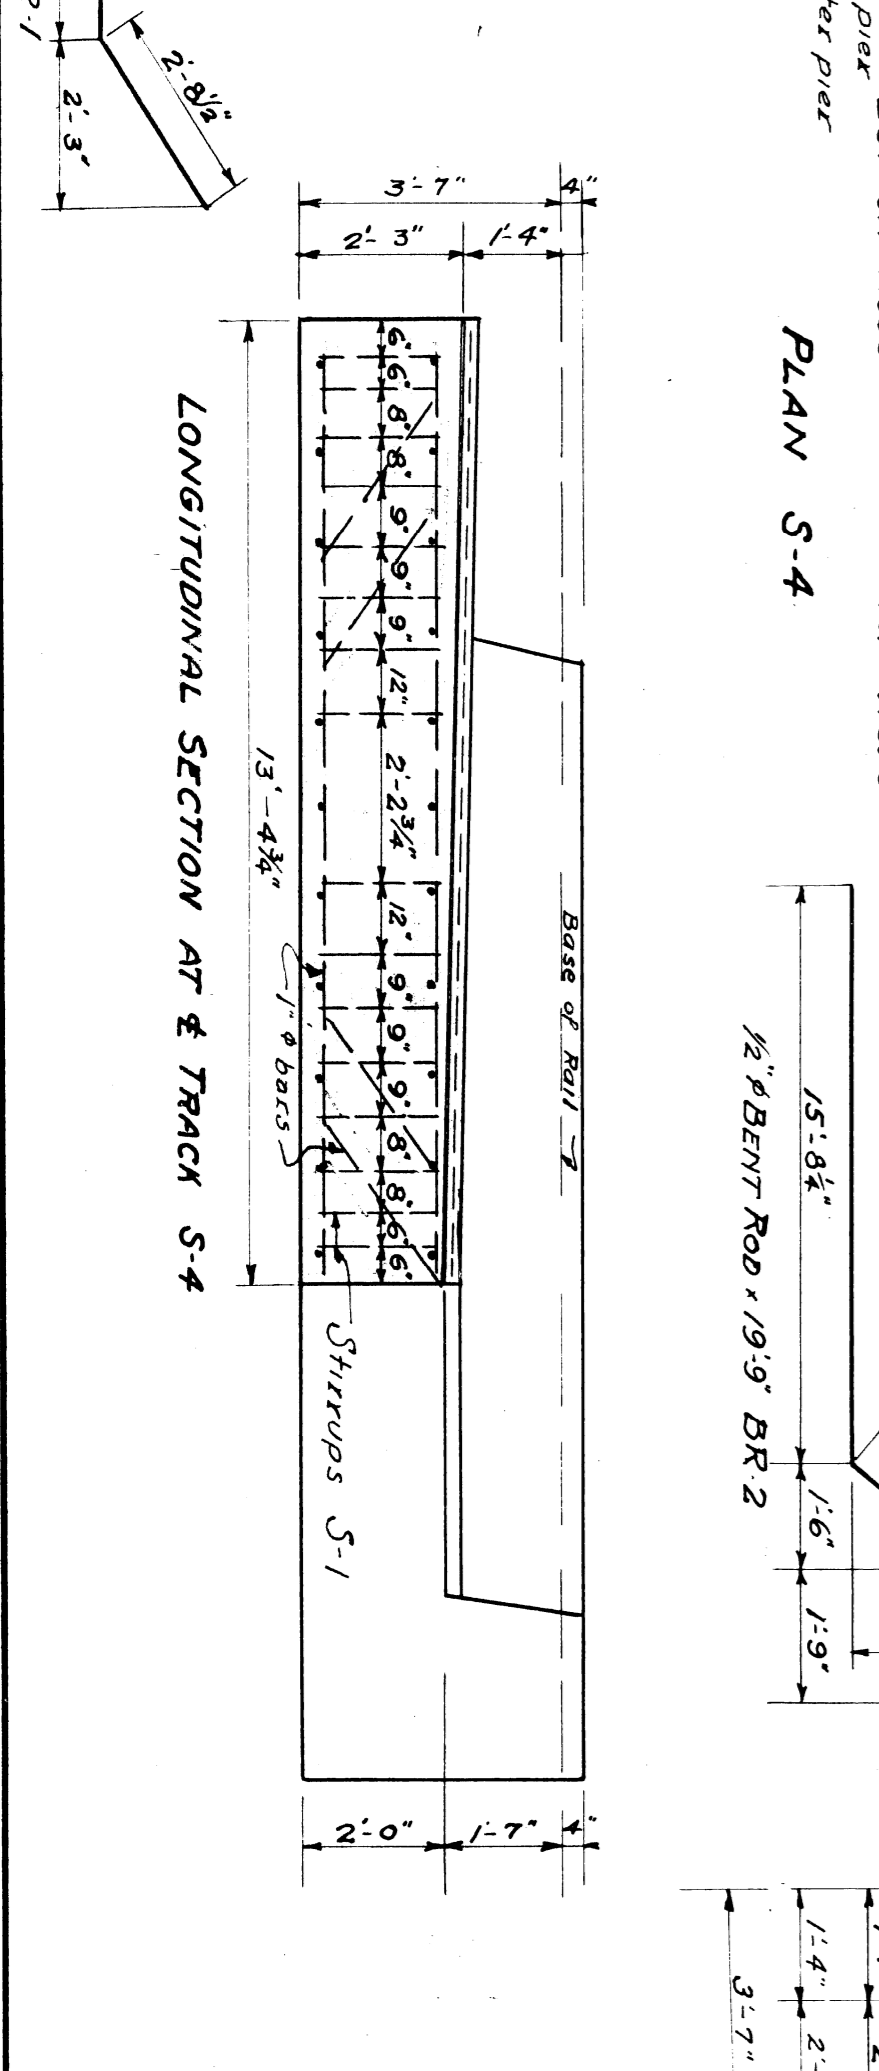 pier
ter pier
PLAN S-4
2'-8½"
2'-3"
3'-7"
4"
2'-3"
1'-4"
6" 6" 8" 8" 9" 9" 9" 12" 2'-2¾" 12" 9" 9" 9" 8" 8" 6" 6"
Base of Rail
13'-4¾"
1"ϕ bars
Stirrups S-1
LONGITUDINAL SECTION AT ℄ TRACK S-4
2'-0"
1'-7"
4"
15'-8¼"
1'-6"
1'-9"
½"ϕ BENT ROD x 19'-9" BR-2
1'-4"
3'-7"